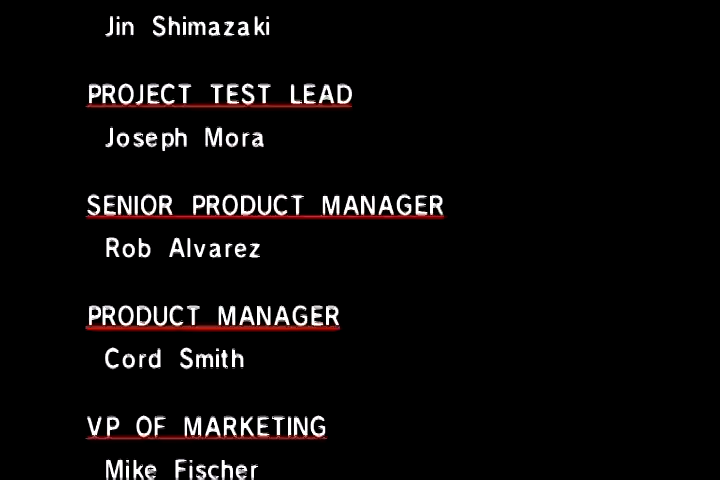 Jin Shimazaki
PROJECT TEST LEAD
Joseph Mora
SENIOR PRODUCT MANAGER
Rob Alvarez
PRODUCT MANAGER
Cord Smith
VP OF MARKETING
Mike Fischer